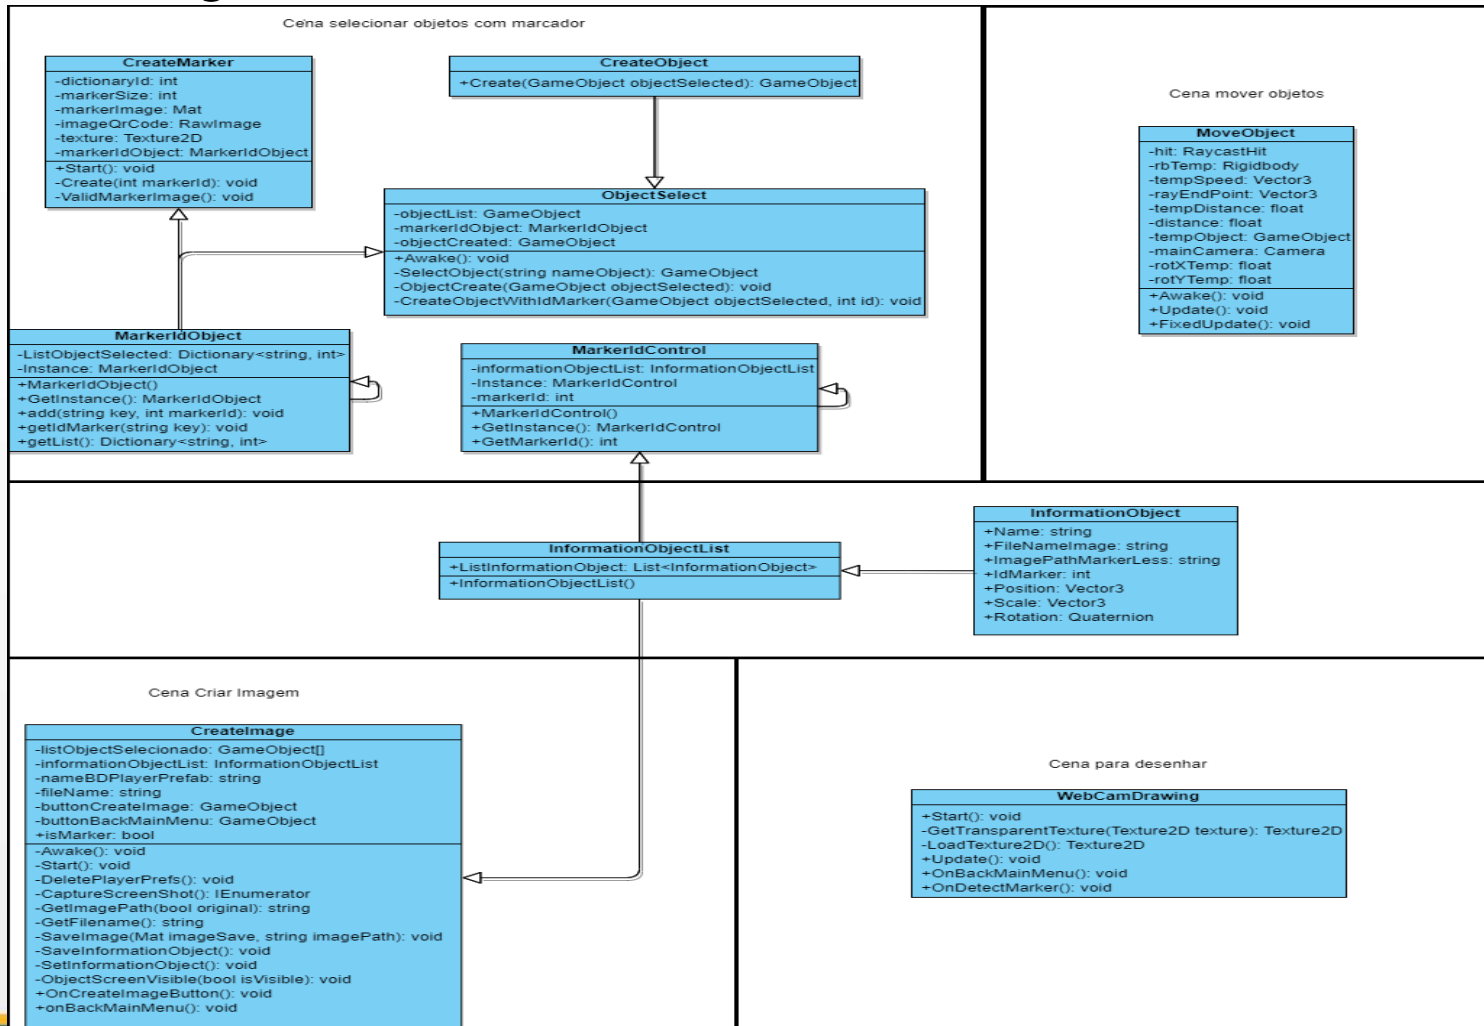 Cena selecionar objetos com marcador
CreateMarker
-dictionaryId: int
-markerSize: int
-markerImage: Mat
-imageQrCode: RawImage
-texture: Texture2D
-markerIdObject: MarkerIdObject
+Start(): void
-Create(int markerId): void
-ValidMarkerImage(): void
CreateObject
+Create(GameObject objectSelected): GameObject
ObjectSelect
-objectList: GameObject
-markerIdObject: MarkerIdObject
-objectCreated: GameObject
+Awake(): void
-SelectObject(string nameObject): GameObject
-ObjectCreate(GameObject objectSelected): void
-CreateObjectWithIdMarker(GameObject objectSelected, int id): void
MarkerIdObject
-ListObjectSelected: Dictionary<string, int>
-Instance: MarkerIdObject
+MarkerIdObject()
+GetInstance(): MarkerIdObject
+add(string key, int markerId): void
+getIdMarker(string key): void
+getList(): Dictionary<string, int>
MarkerIdControl
-informationObjectList: InformationObjectList
-Instance: MarkerIdControl
-markerId: int
+MarkerIdControl()
+GetInstance(): MarkerIdControl
+GetMarkerId(): int
Cena mover objetos
MoveObject
-hit: RaycastHit
-rbTemp: Rigidbody
-tempSpeed: Vector3
-rayEndPoint: Vector3
-tempDistance: float
-distance: float
-tempObject: GameObject
-mainCamera: Camera
-rotXTemp: float
-rotYTemp: float
+Awake(): void
+Update(): void
+FixedUpdate(): void
InformationObjectList
+ListInformationObject: List<InformationObject>
+InformationObjectList()
InformationObject
+Name: string
+FileNameImage: string
+ImagePathMarkerLess: string
+IdMarker: int
+Position: Vector3
+Scale: Vector3
+Rotation: Quaternion
Cena Criar Imagem
CreateImage
-listObjectSelecionado: GameObject[]
-informationObjectList: InformationObjectList
-nameBDPlayerPrefab: string
-fileName: string
-buttonCreateImage: GameObject
-buttonBackMainMenu: GameObject
+isMarker: bool
-Awake(): void
-Start(): void
-DeletePlayerPrefs(): void
-CaptureScreenShot(): IEnumerator
-GetImagePath(bool original): string
-GetFilename(): string
-SaveImage(Mat imageSave, string imagePath): void
-SaveInformationObject(): void
-SetInformationObject(): void
-ObjectScreenVisible(bool isVisible): void
+OnCreateImageButton(): void
+onBackMainMenu(): void
Cena para desenhar
WebCamDrawing
+Start(): void
-GetTransparentTexture(Texture2D texture): Texture2D
-LoadTexture2D(): Texture2D
+Update(): void
+OnBackMainMenu(): void
+OnDetectMarker(): void